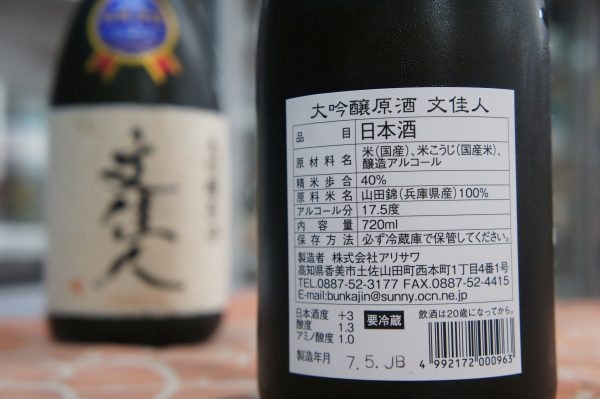 文佳人
大吟醸原酒 文佳人
品目 日本酒
原材料名 米(国産)、米こうじ(国産米)、
醸造アルコール
精米歩合 40%
原料米名 山田錦(兵庫県産)100%
アルコール分 17.5度
内容量 720ml
保存方法 必ず冷蔵庫で保管してください。
製造者 株式会社アリサワ
高知県香美市土佐山田町西本町1丁目4番1号
TEL.0887-52-3177 FAX.0887-52-4415
E-mail:bunkajin@sunny.ocn.ne.jp
日本酒度 +3
酸度 1.3
アミノ酸度 1.0
要冷蔵
飲酒は20歳になってから。
製造年月 7.5.JB
4 992172 000963